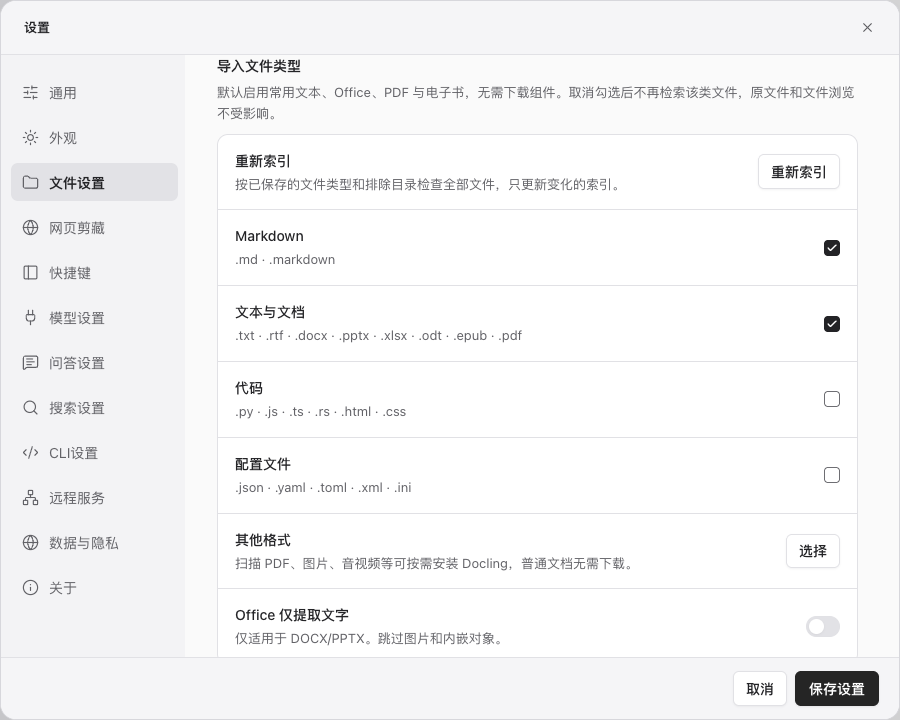 设置
通用
外观
文件设置
网页剪藏
快捷键
模型设置
问答设置
搜索设置
CLI设置
远程服务
数据与隐私
关于
导入文件类型
默认启用常用文本、Office、PDF 与电子书，无需下载组件。取消勾选后不再检索该类文件，原文件和文件浏览
不受影响。
重新索引
按已保存的文件类型和排除目录检查全部文件，只更新变化的索引。
重新索引
Markdown
.md · .markdown
文本与文档
.txt · .rtf · .docx · .pptx · .xlsx · .odt · .epub · .pdf
代码
.py · .js · .ts · .rs · .html · .css
配置文件
.json · .yaml · .toml · .xml · .ini
其他格式
扫描 PDF、图片、音视频等可按需安装 Docling，普通文档无需下载。
选择
Office 仅提取文字
仅适用于 DOCX/PPTX。跳过图片和内嵌对象。
取消
保存设置